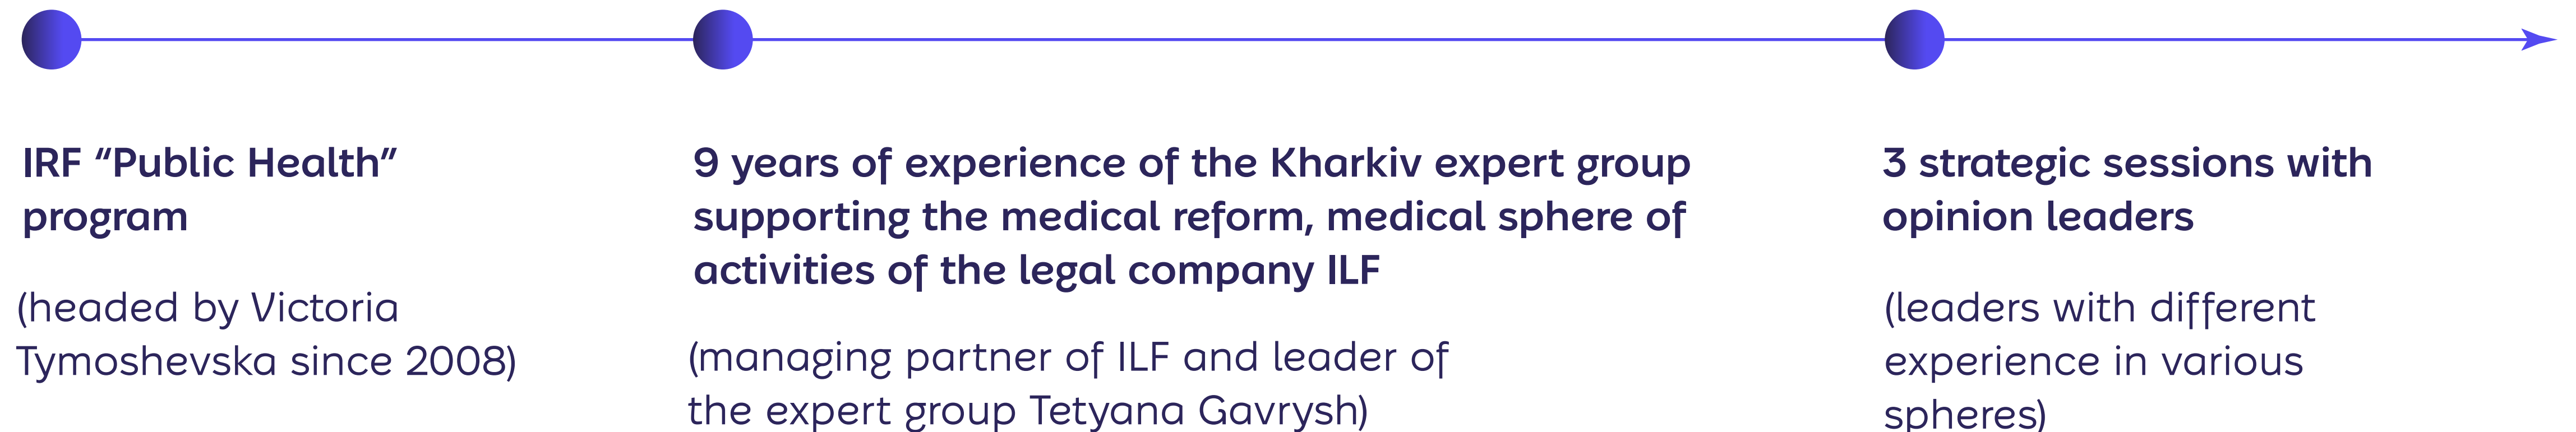 IRF “Public Health”
program
(headed by Victoria
Tymoshevska since 2008)
9 years of experience of the Kharkiv expert group
supporting the medical reform, medical sphere of
activities of the legal company ILF
(managing partner of ILF and leader of
the expert group Tetyana Gavrysh)
3 strategic sessions with
opinion leaders
(leaders with different
experience in various
spheres)